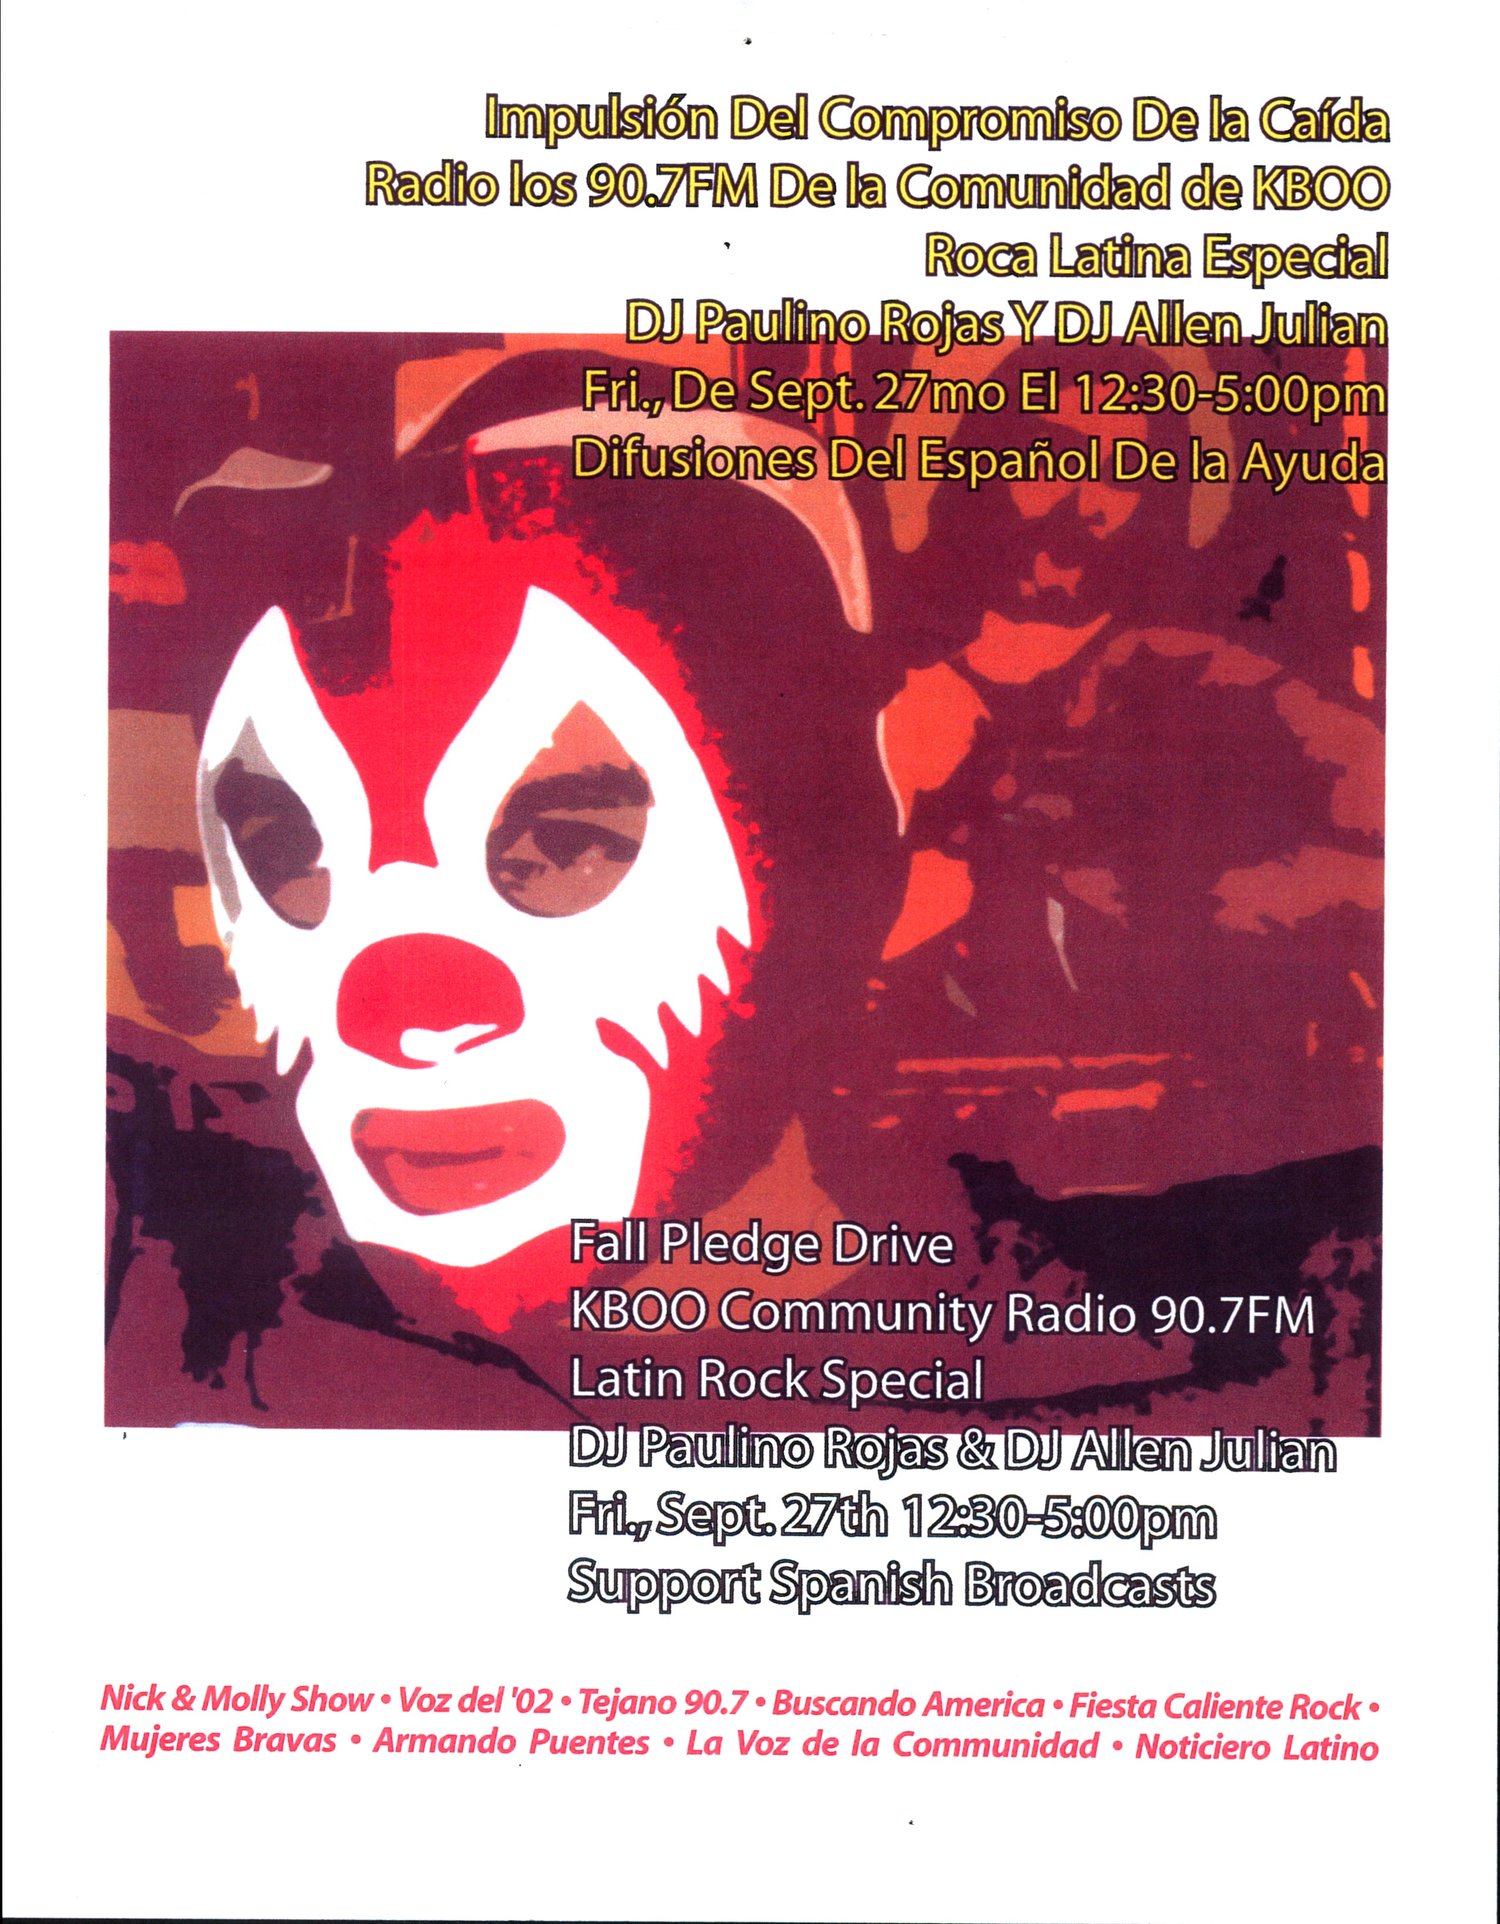 Impulsión Del Compromiso De la Caída
Radio los 90.7FM De la Comunidad de KBOO
Roca Latina Especial
DJ Paulino Rojas Y DJ Allen Julian
Fri., De Sept. 27mo El 12:30-5:00pm
Difusiones Del Español De la Ayuda
Fall Pledge Drive
KBOO Community Radio 90.7FM
Latin Rock Special
DJ Paulino Rojas & DJ Allen Julian
Fri., Sept. 27th 12:30-5:00pm
Support Spanish Broadcasts
Nick & Molly Show • Voz del '02 • Tejano 90.7 • Buscando America • Fiesta Caliente Rock •
Mujeres Bravas • Armando Puentes • La Voz de la Communidad • Noticiero Latino